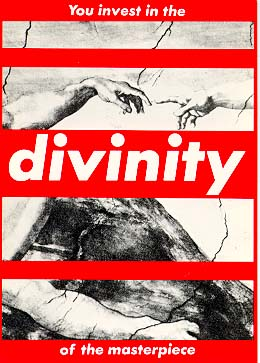 You invest in the
divinity
of the masterpiece